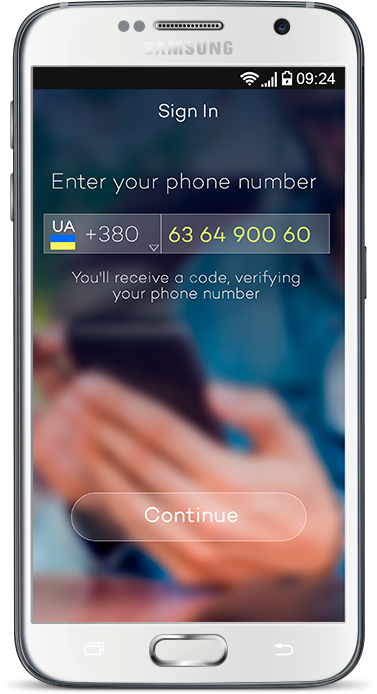 SAMSUNG
09:24
Sign In
Enter your phone number
UA +380 63 64 900 60
You'll receive a code, verifying
your phone number
Continue